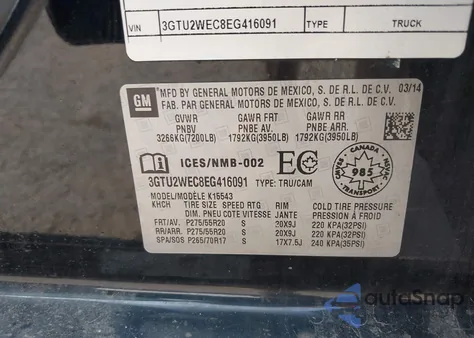 VIN 3GTU2WEC8EG416091 TYPE TRUCK
GM MFD BY GENERAL MOTORS DE MEXICO, S. DE R.L. DE C.V. 03/14
FAB. PAR GENERAL MOTORS DE MEXICO, S. DE R.L. DE C.V.
GVWR GAWR FRT GAWR RR
PNBV PNBE AV. PNBE ARR.
3266KG(7200LB) 1792KG(3950LB) 1792KG(3950LB)
ICES/NMB-002 EC CANADA 985
3GTU2WEC8EG416091 TYPE: TRU/CAM
MODEL/MODÈLE K15543
TIRE SIZE SPEED RTG RIM COLD TIRE PRESSURE
DIM. PNEU COTE VITESSE JANTE PRESSION À FROID
FRT/AV P275/55R20 S 20X9J 220 KPA(32PSI)
RR/ARR. P275/55R20 S 20X9J 220 KPA(32PSI)
SPA/SOS P265/70R17 S 17X7.5J 240 KPA(35PSI)
autoSnap